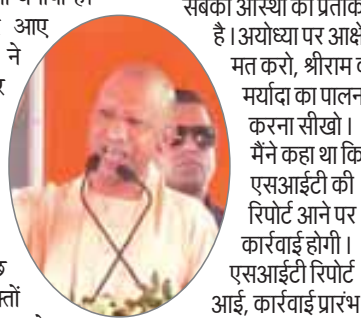 आए
ने
सबकी आस्था का प्रतीक
है। अयोध्या पर आक्षे
मत करो, श्रीराम
मर्यादा का पालन
करना सीखो।
मैंने कहा था कि
एसआईटी की
रिपोर्ट आने पर
कार्रवाई होगी।
एसआईटी रिपोर्ट
आई, कार्रवाई प्रारंभ